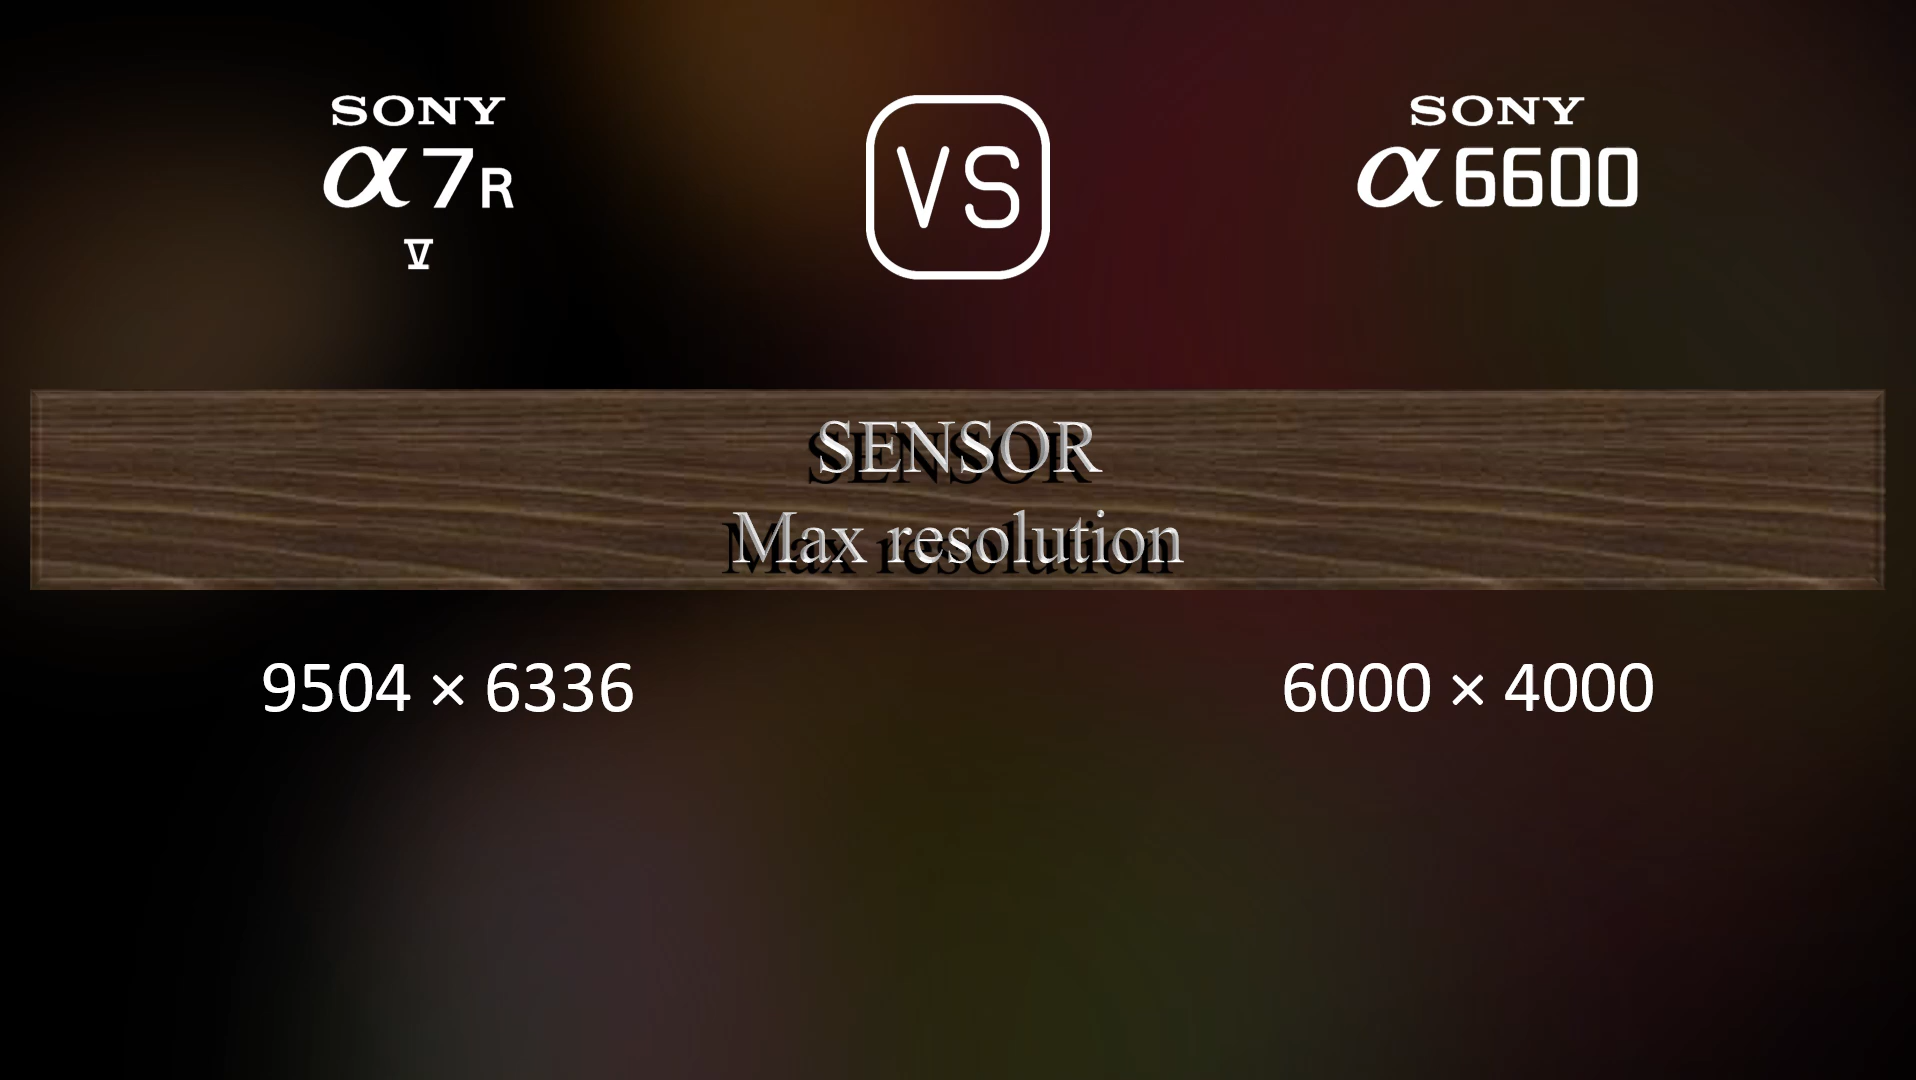 SONY
α7R
V
VS
SONY
α6600
SENSOR
Max resolution
9504 × 6336
6000 × 4000